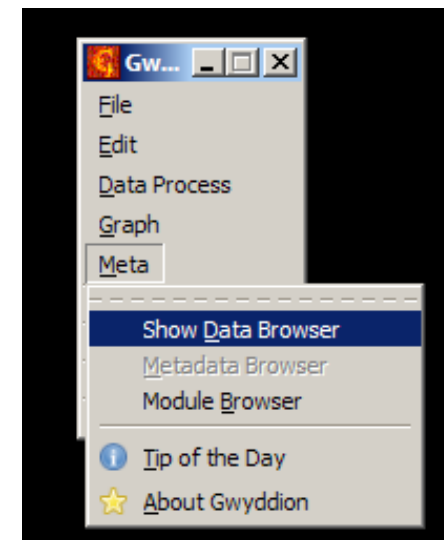 Gw...
File
Edit
Data Process
Graph
Meta
Show Data Browser
Metadata Browser
Module Browser
Tip of the Day
About Gwyddion